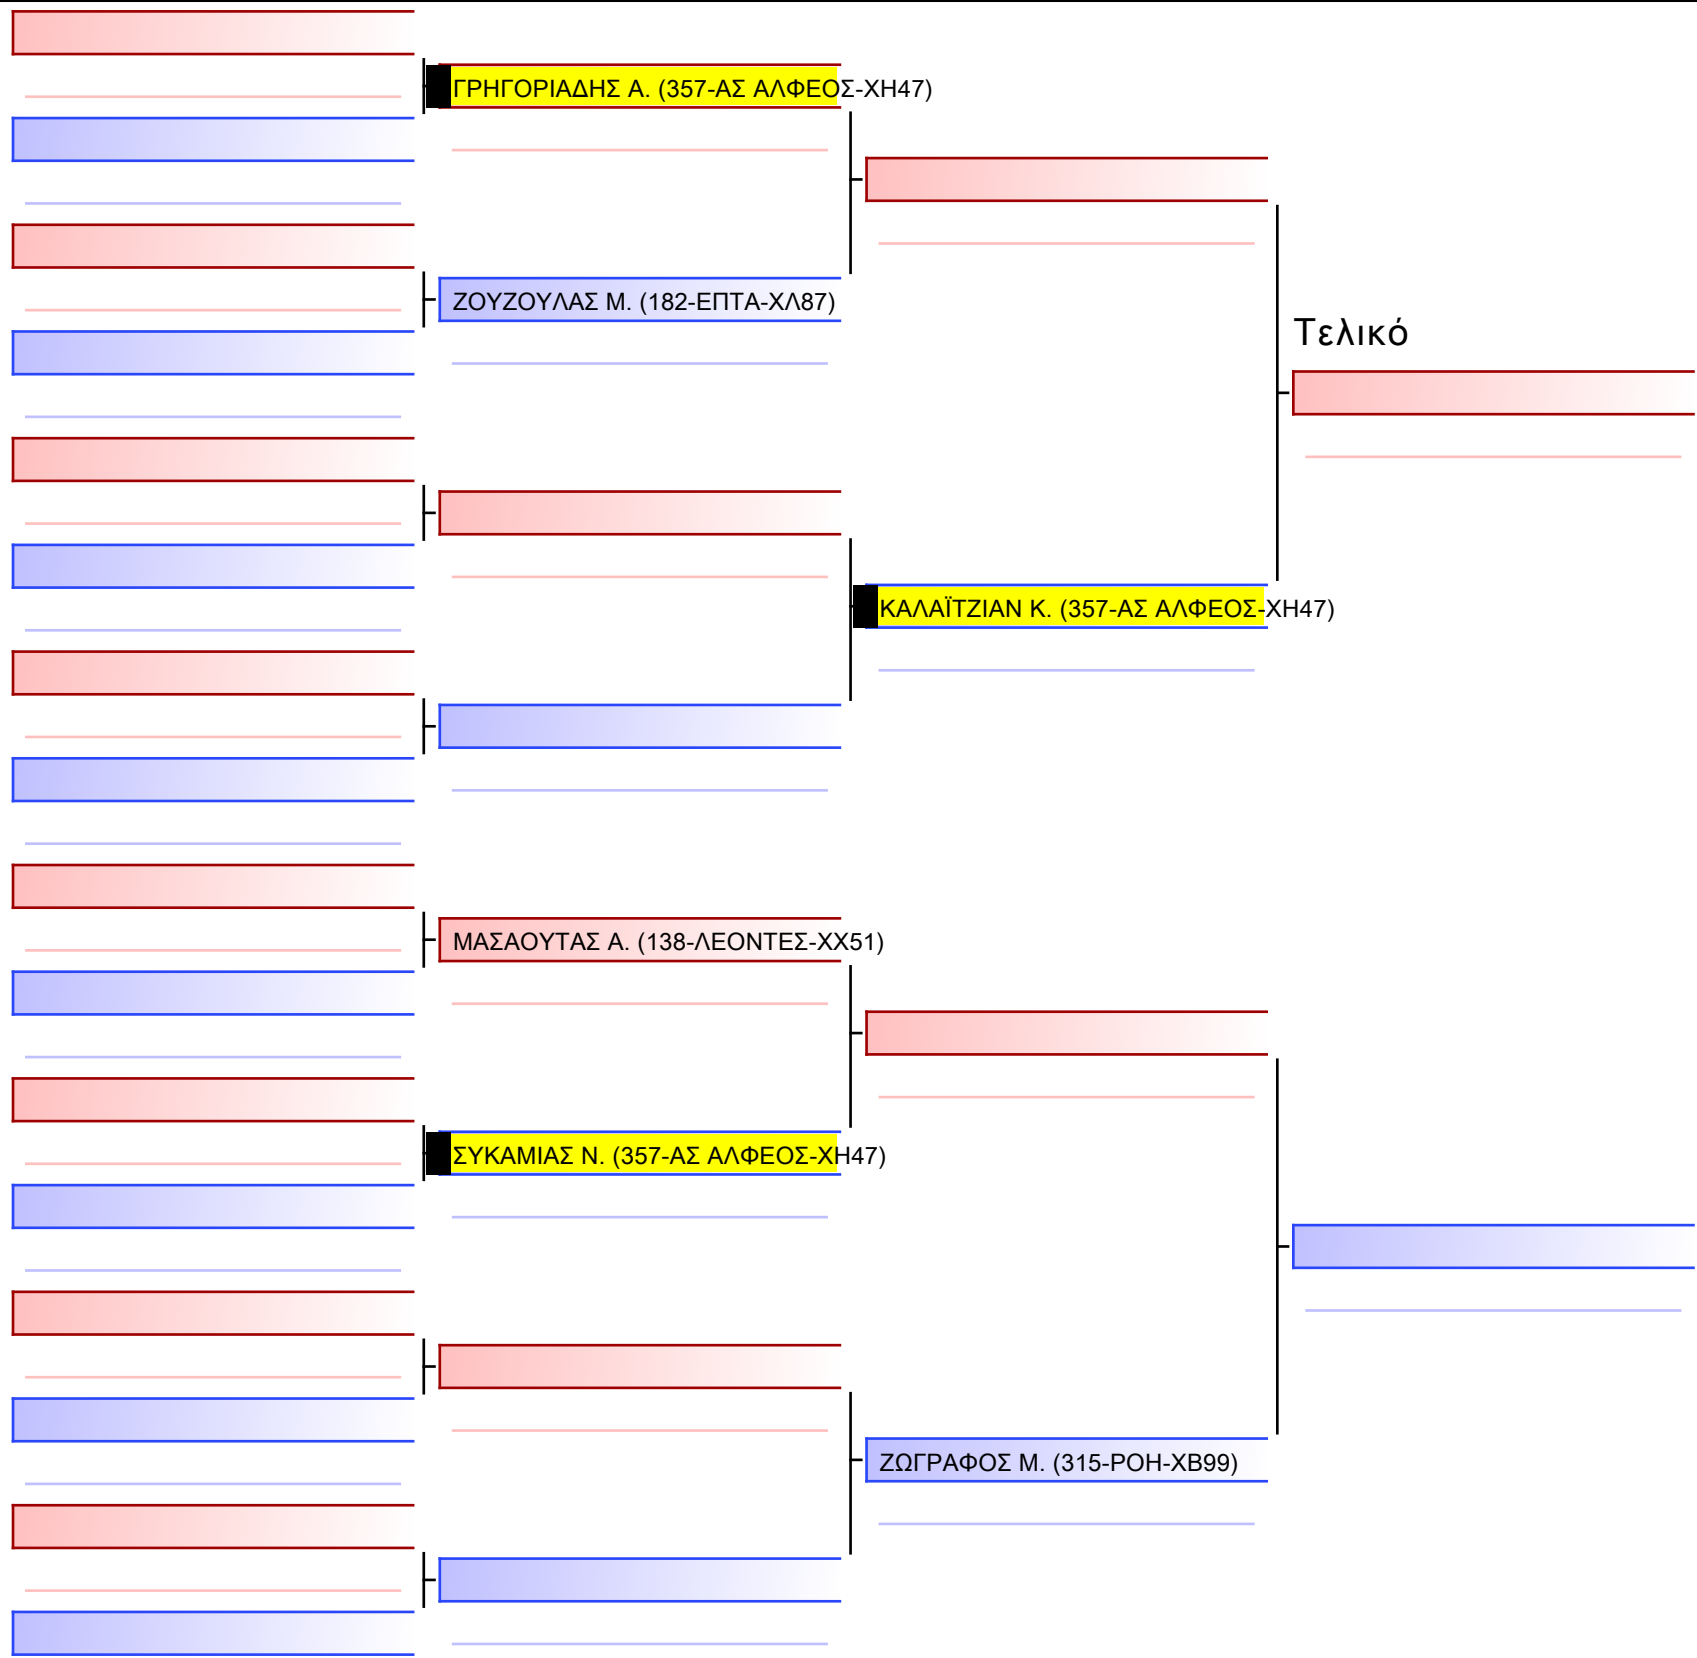 ΓΡΗΓΟΡΙΑΔΗΣ Α. (357-ΑΣ ΑΛΦΕΟΣ-ΧΗ47)
ΖΟΥΖΟΥΛΑΣ Μ. (182-ΕΠΤΑ-ΧΛ87)
Τελικό
ΚΑΛΑΪΤΖΙΑΝ Κ. (357-ΑΣ ΑΛΦΕΟΣ-ΧΗ47)
ΜΑΣΑΟΥΤΑΣ Α. (138-ΛΕΟΝΤΕΣ-ΧΧ51)
ΣΥΚΑΜΙΑΣ Ν. (357-ΑΣ ΑΛΦΕΟΣ-ΧΗ47)
ΖΩΓΡΑΦΟΣ Μ. (315-ΡΟΗ-ΧΒ99)